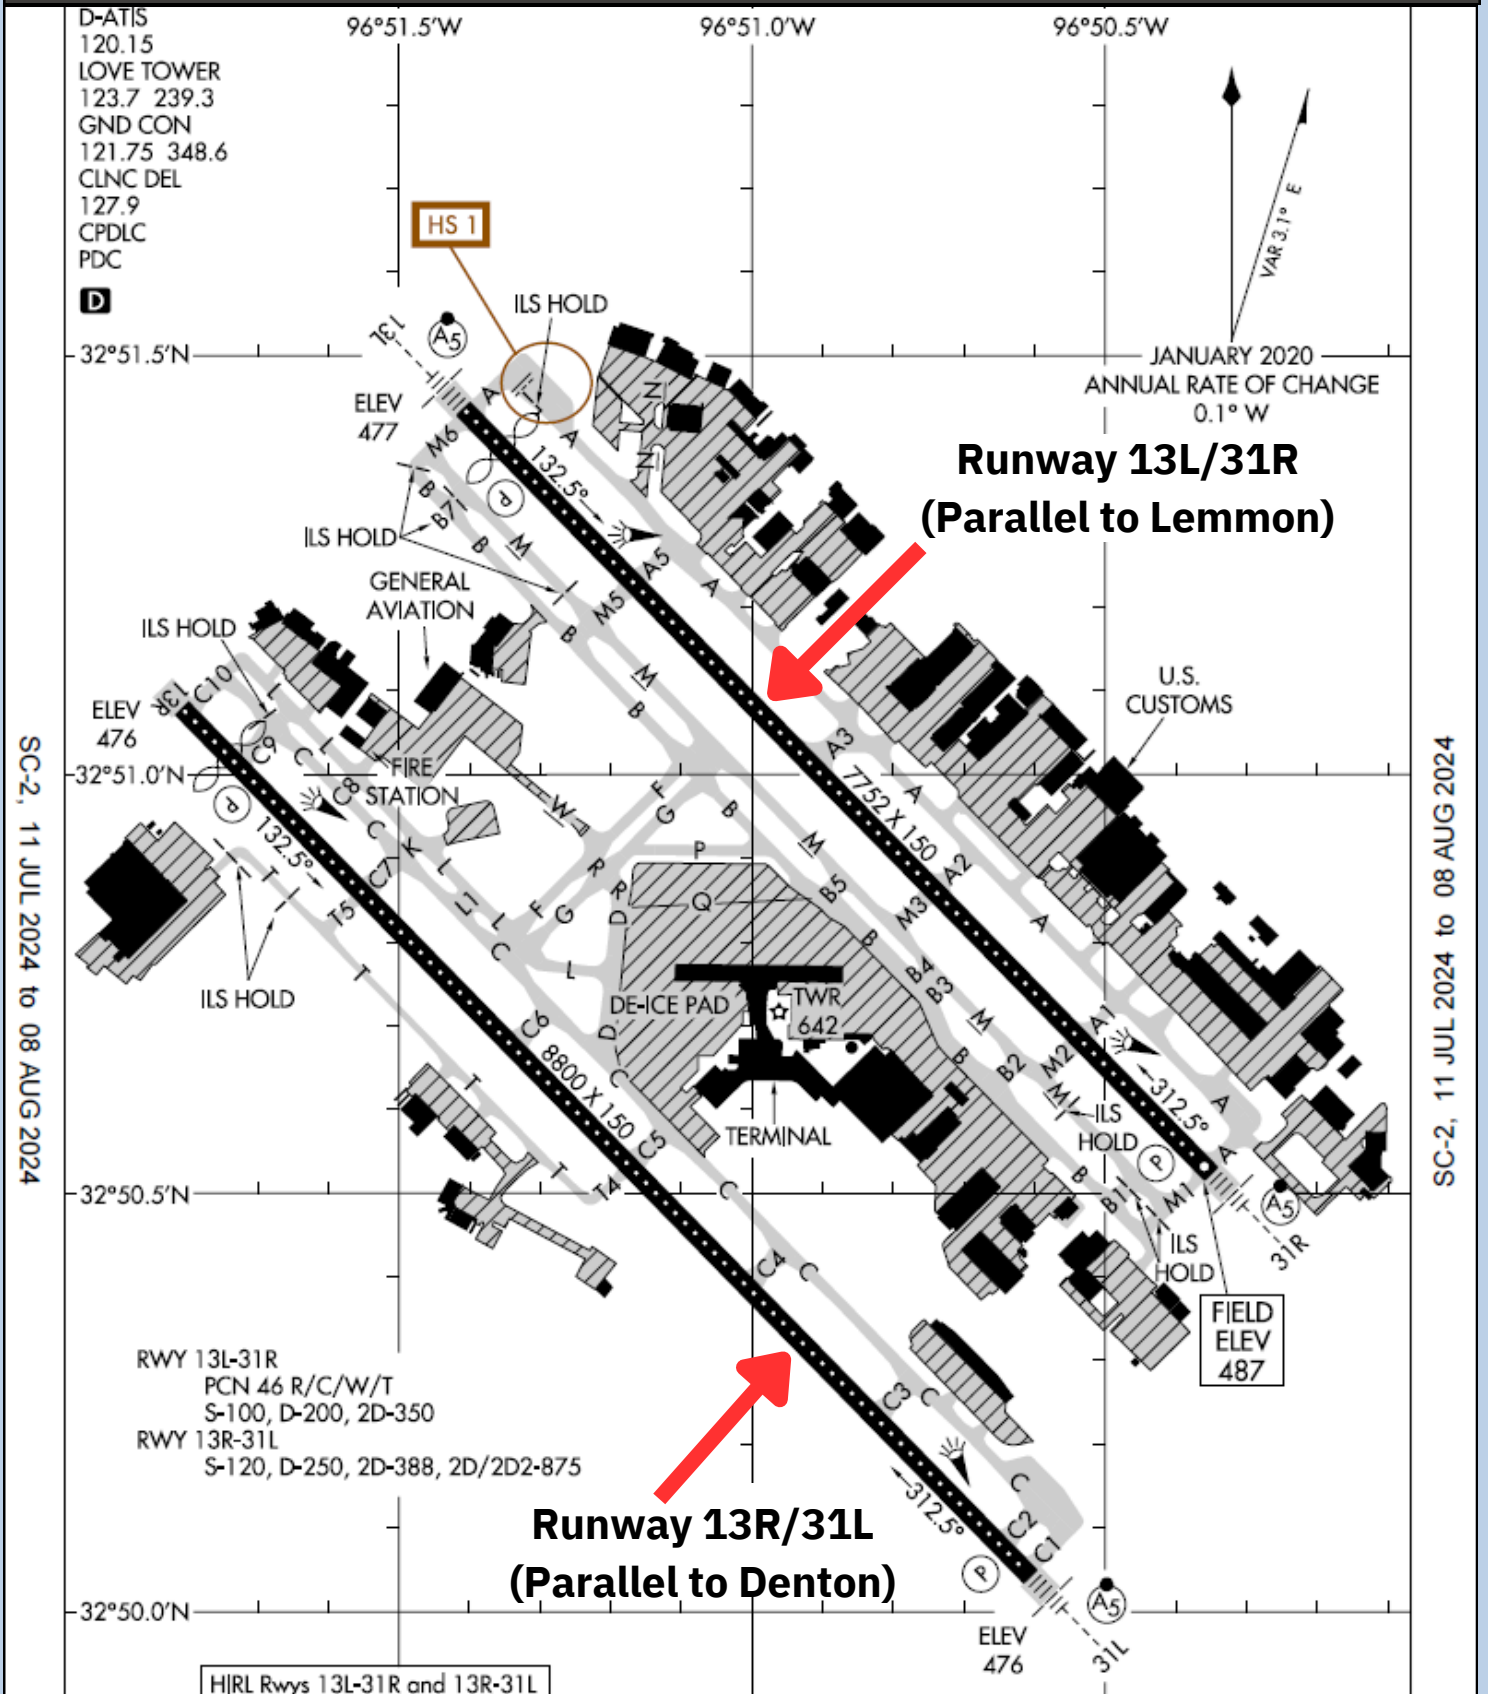 D-ATIS
120.15
LOVE TOWER
123.7 239.3
GND CON
121.75 348.6
CLNC DEL
127.9
CPDLC
PDC
D
96°51.5'W
96°51.0'W
96°50.5'W
VAR 3.1° E
JANUARY 2020
ANNUAL RATE OF CHANGE
0.1° W
HS 1
ILS HOLD
13L
A5
32°51.5'N
ELEV
477
A
A
M6
N
N
132.5°
P
B
B7
B
M
ILS HOLD
Runway 13L/31R
(Parallel to Lemmon)
GENERAL
AVIATION
A5
A
M5
B
M
B
ILS HOLD
U.S.
CUSTOMS
13R
C10
L
ELEV
476
C9
C
L
C8
FIRE
STATION
32°51.0'N
P
132.5°
C
K
L
C7
W
F
G
B
M
A3
7752 X 150
A
A2
P
R
R
Q
D
B5
M3
B
A
T
T5
L1
L
C
F
G
L
T
ILS HOLD
DE-ICE PAD
TWR
642
B4
B3
M
A1
C6
D
8800 X 150
C
B
B2
M2
M
312.5°
A
ILS
HOLD
TERMINAL
T
C5
T
T4
C
P
B
B1
M1
A
A5
31R
32°50.5'N
ILS
HOLD
C4
C
FIELD
ELEV
487
RWY 13L-31R
PCN 46 R/C/W/T
S-100, D-200, 2D-350
RWY 13R-31L
S-120, D-250, 2D-388, 2D/2D2-875
C3
C
C
312.5°
C2
C1
Runway 13R/31L
(Parallel to Denton)
P
A5
32°50.0'N
ELEV
476
31L
HIRL Rwys 13L-31R and 13R-31L
SC-2, 11 JUL 2024 to 08 AUG 2024
SC-2, 11 JUL 2024 to 08 AUG 2024